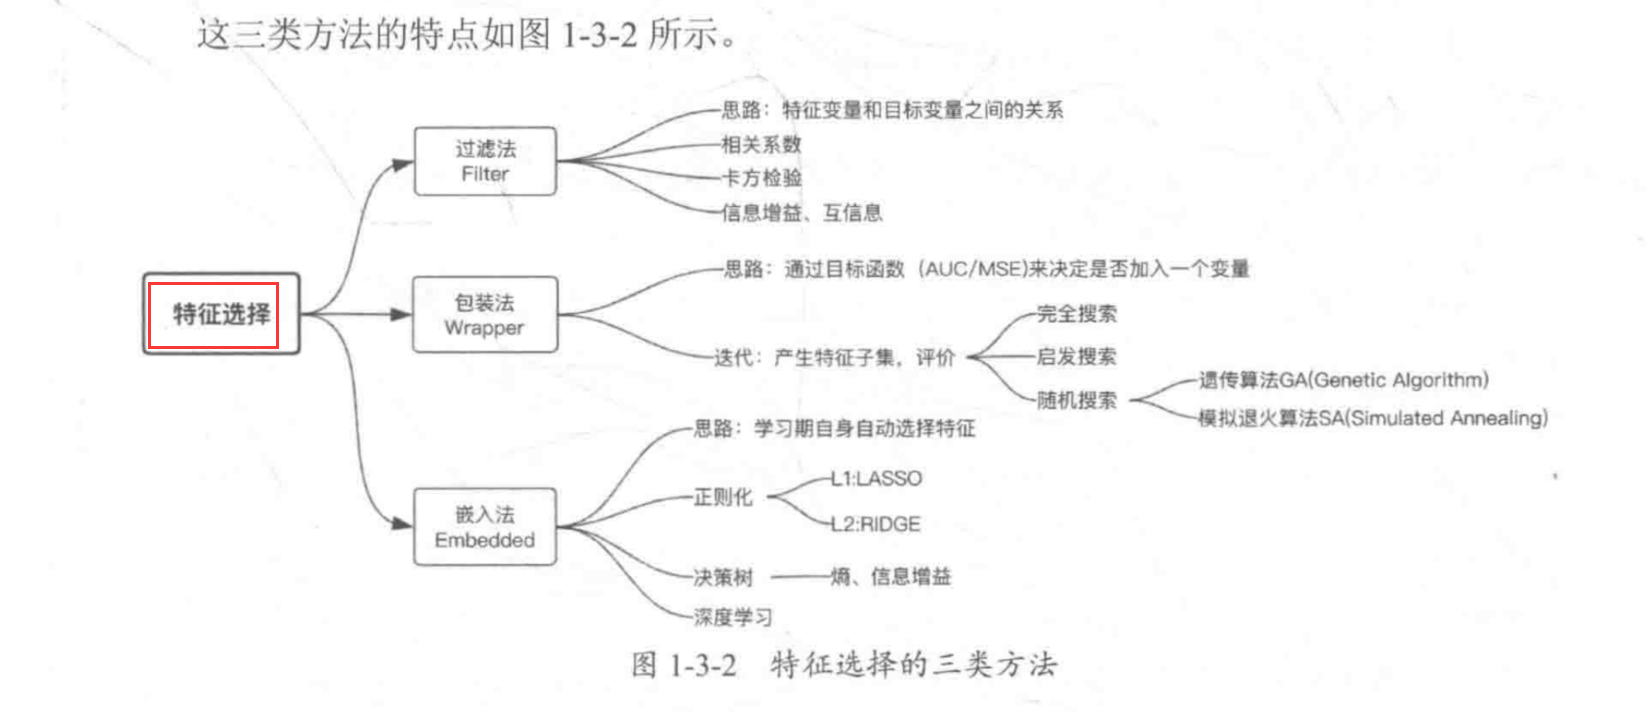 这三类方法的特点如图 1-3-2 所示。
思路：特征变量和目标变量之间的关系
过滤法
Filter
相关系数
卡方检验
信息增益、互信息
特征选择
包装法
Wrapper
思路：通过目标函数（AUC/MSE)来决定是否加入一个变量
迭代：产生特征子集，评价
完全搜索
启发搜索
随机搜索
遗传算法GA(Genetic Algorithm)
模拟退火算法SA(Simulated Annealing)
嵌入法
Embedded
思路：学习期自身自动选择特征
正则化
L1:LASSO
L2:RIDGE
决策树
熵、信息增益
深度学习
图 1-3-2 特征选择的三类方法